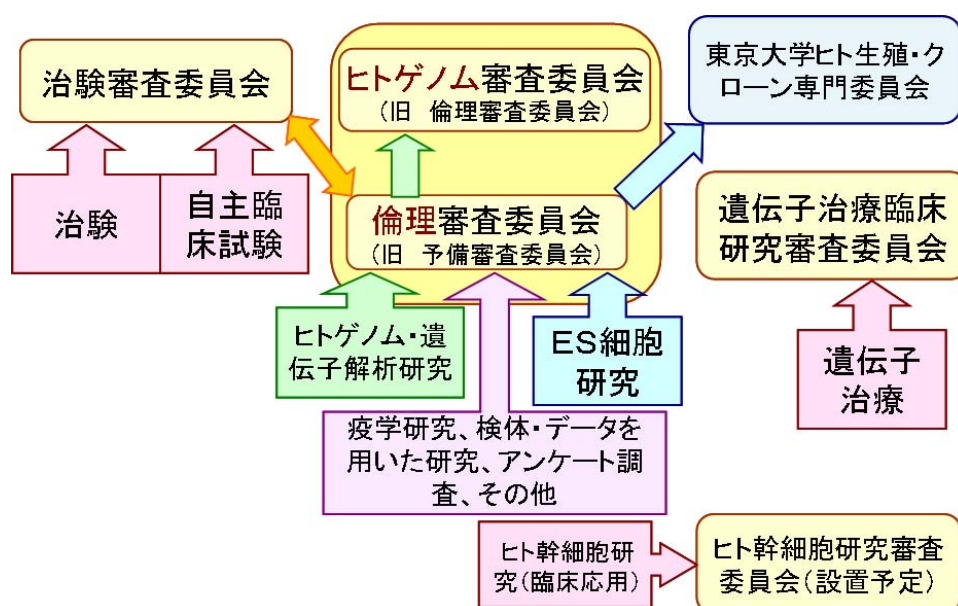 治験審査委員会
ヒトゲノム審査委員会
(旧 倫理審査委員会)
東京大学ヒト生殖・ク
ローン専門委員会
治験
自主臨
床試験
倫理審査委員会
(旧 予備審査委員会)
遺伝子治療臨床
研究審査委員会
ヒトゲノム・遺
伝子解析研究
ES細胞
研究
遺伝子
治療
疫学研究、検体・データを
用いた研究、アンケート調
査、その他
ヒト幹細胞研
究(臨床応用)
ヒト幹細胞研究審査
委員会(設置予定)